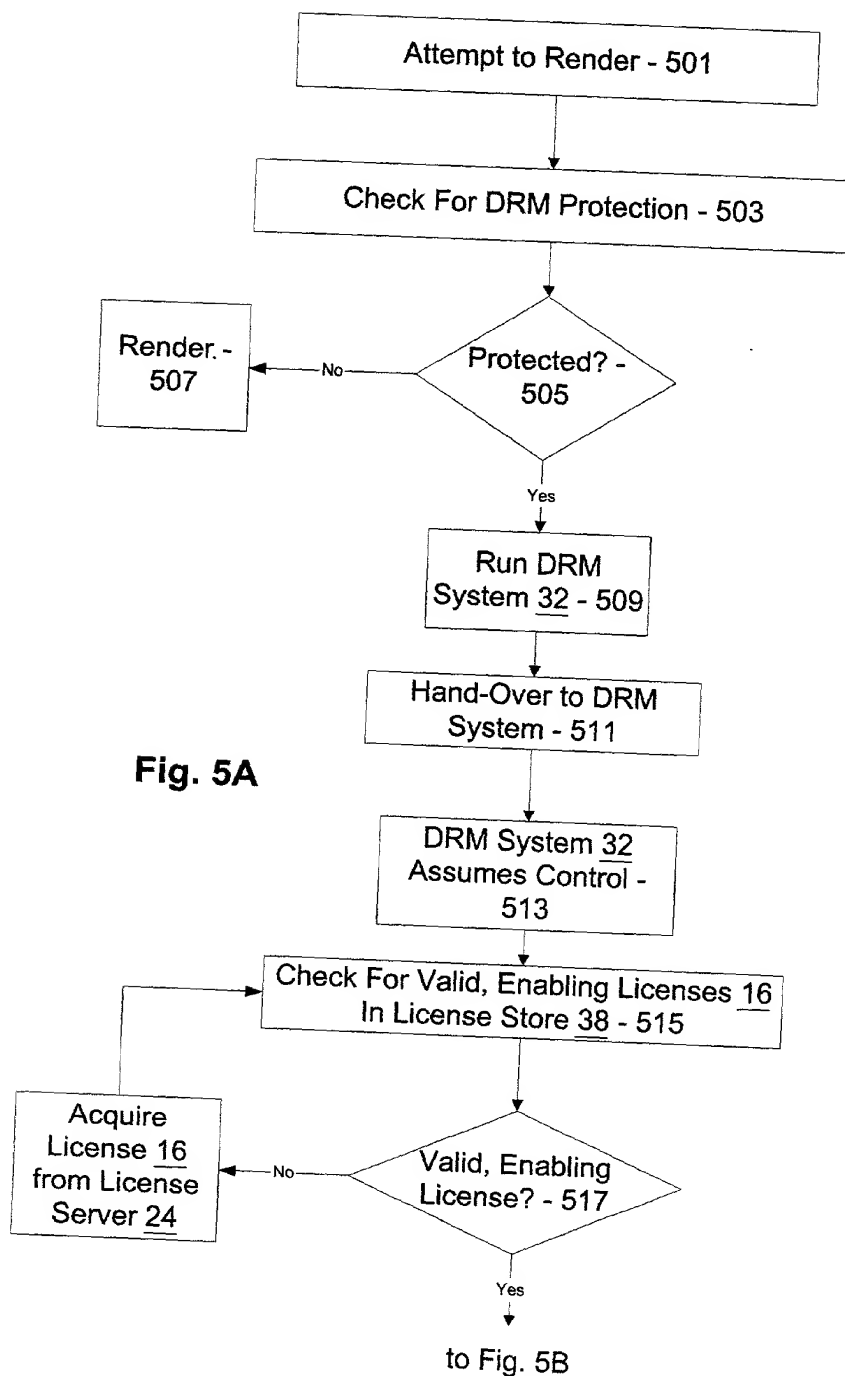 Attempt to Render - 501
Check For DRM Protection - 503
Render. -
507
No
Protected? -
505
Yes
Run DRM
System 32 - 509
Hand-Over to DRM
System - 511
Fig. 5A
DRM System 32
Assumes Control -
513
Check For Valid, Enabling Licenses 16
In License Store 38 - 515
Acquire
License 16
from License
Server 24
No
Valid, Enabling
License? - 517
Yes
to Fig. 5B